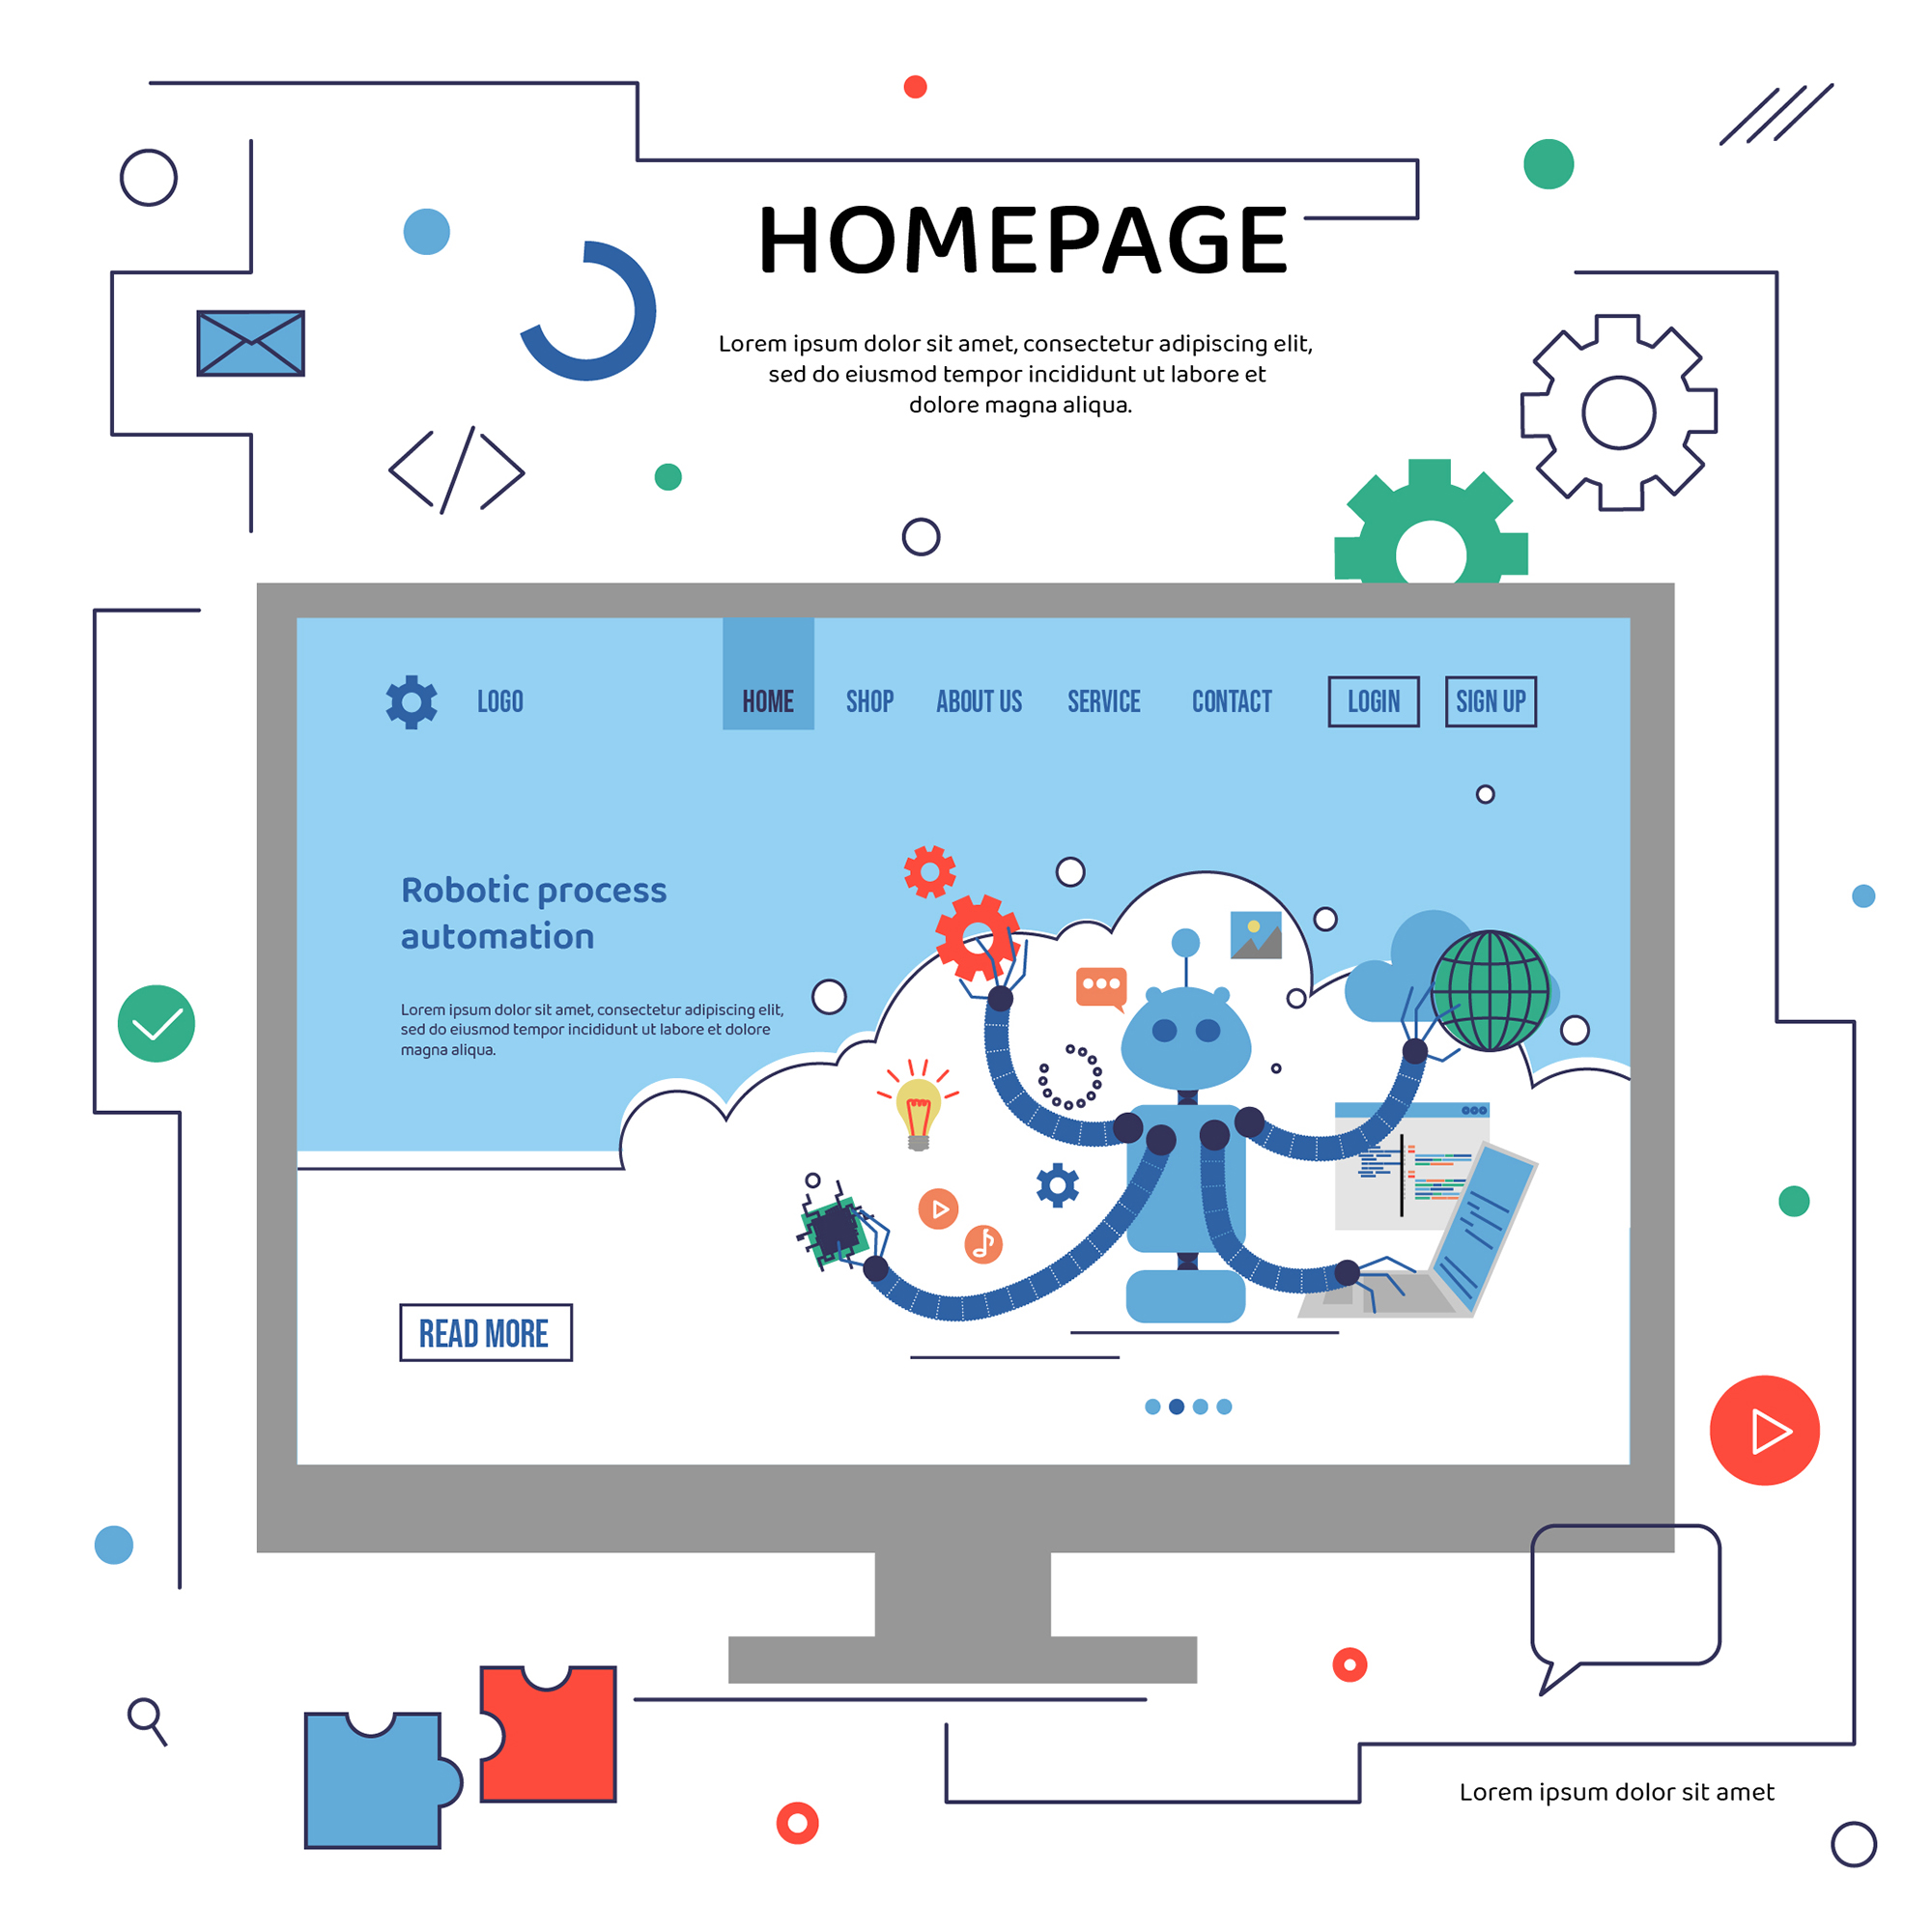 HOMEPAGE
Lorem ipsum dolor sit amet, consectetur adipiscing elit,
sed do eiusmod tempor incididunt ut labore et
dolore magna aliqua.
LOGO HOME SHOP ABOUT US SERVICE CONTACT LOGIN SIGN UP
Robotic process
automation
Lorem ipsum dolor sit amet, consectetur adipiscing elit,
sed do eiusmod tempor incididunt ut labore et dolore
magna aliqua.
READ MORE
Lorem ipsum dolor sit amet